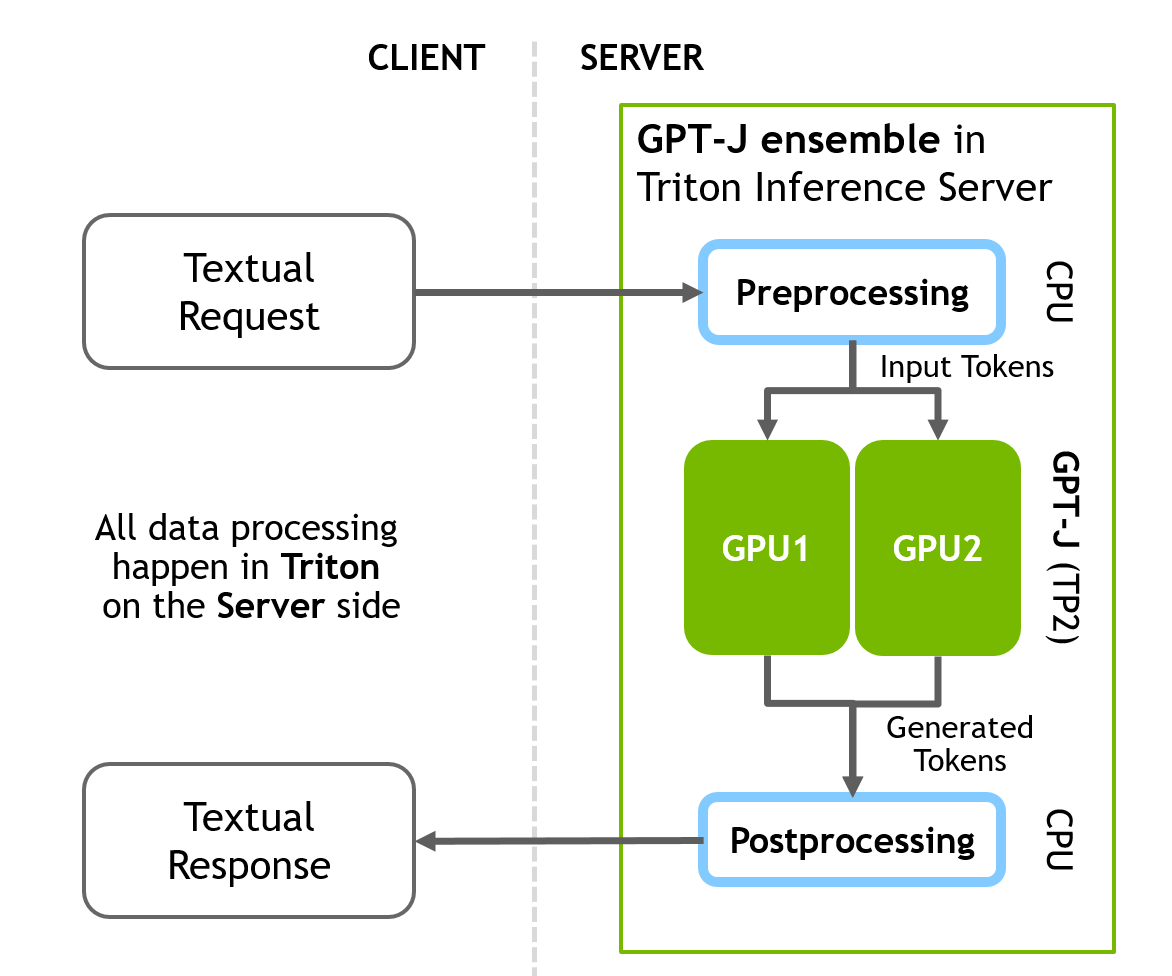 CLIENT
SERVER
GPT-J ensemble in
Triton Inference Server
Textual
Request
Preprocessing
CPU
Input Tokens
GPU1
GPU2
GPT-J (TP2)
All data processing
happen in Triton
on the Server side
Generated
Tokens
Textual
Response
Postprocessing
CPU